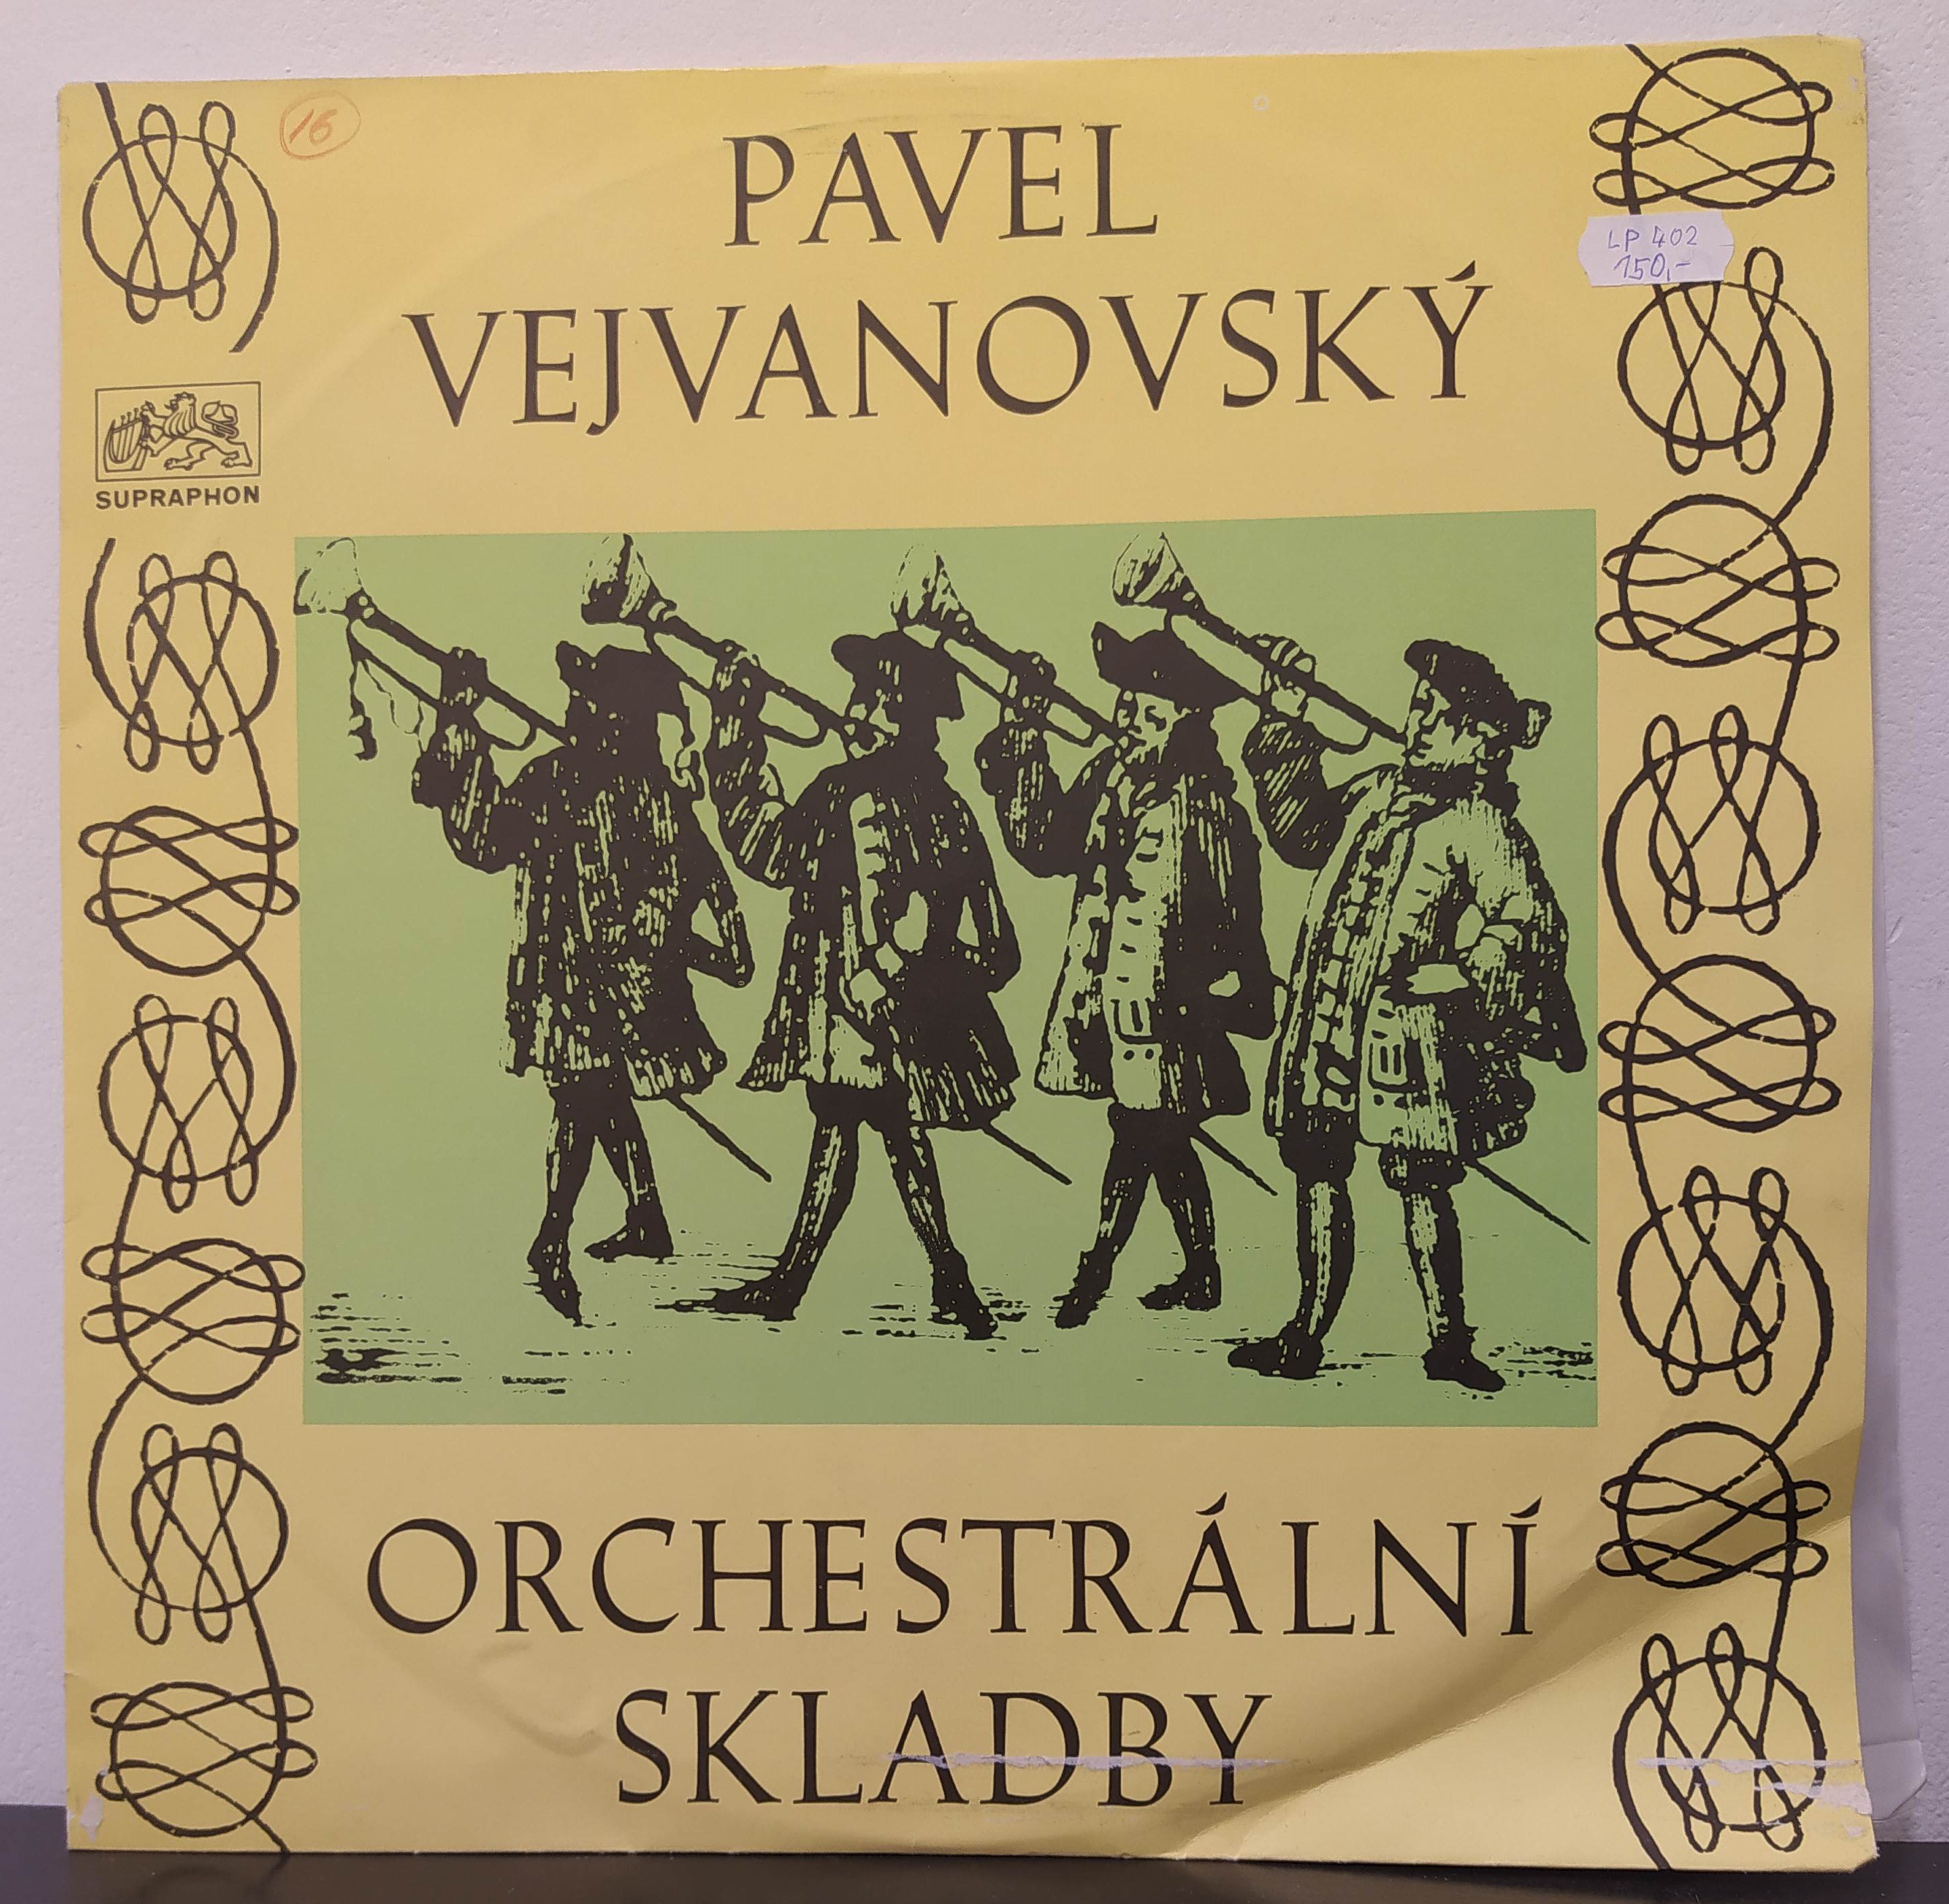 16
PAVEL
VEJVANOVSKÝ
LP 402
150,-
SUPRAPHON
ORCHESTRÁLNÍ
SKLADBY